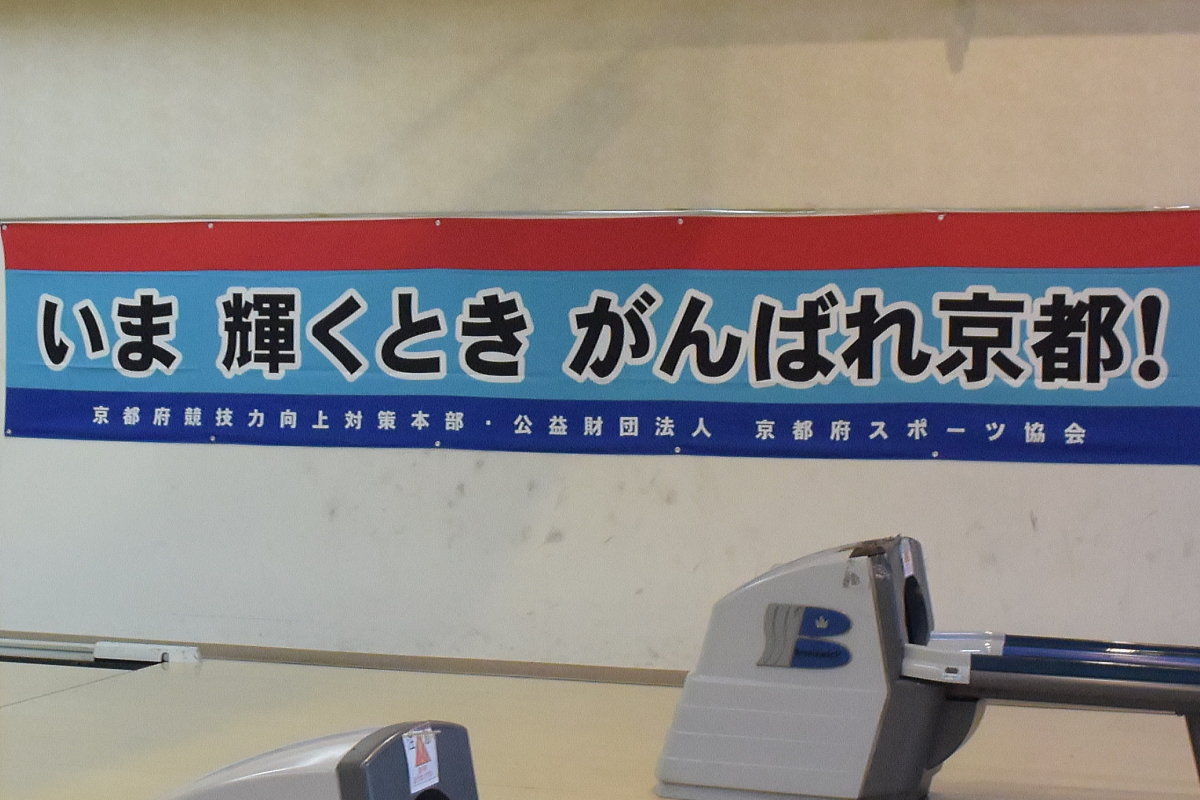 いま 輝くとき がんばれ京都!
京都府競技力向上対策本部・公益財団法人 京都府スポーツ協会
B